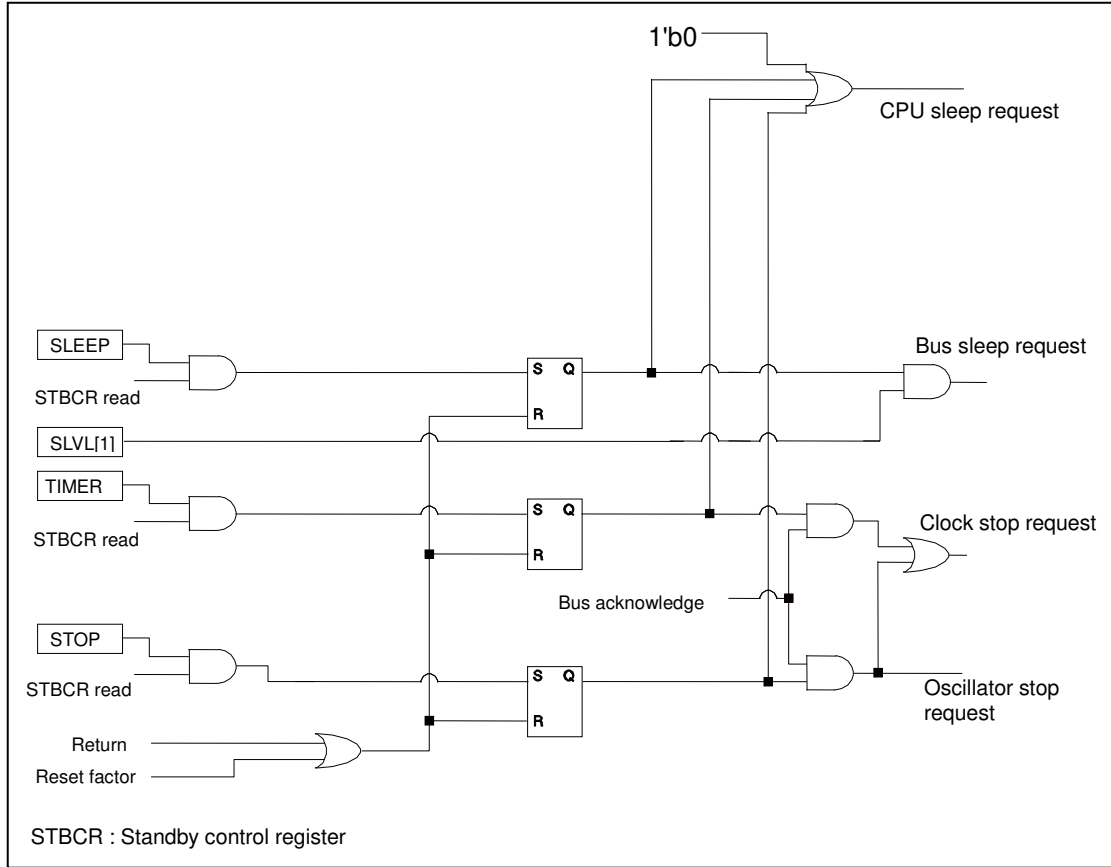 1'b0
CPU sleep request
SLEEP
STBCR read
S Q
R
Bus sleep request
SLVL[1]
TIMER
STBCR read
S Q
R
Clock stop request
Bus acknowledge
STOP
STBCR read
S Q
R
Oscillator stop
request
Return
Reset factor
STBCR : Standby control register